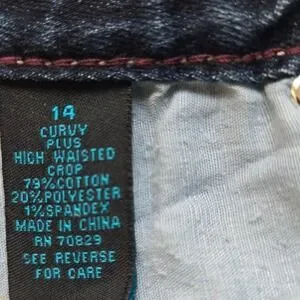 14
CURVY
PLUS
HIGH WAISTED
CROP
79%COTTON
20%POLYESTER
1%SPANDEX
MADE IN CHINA
RN 70829
SEE REVERSE
FOR CARE